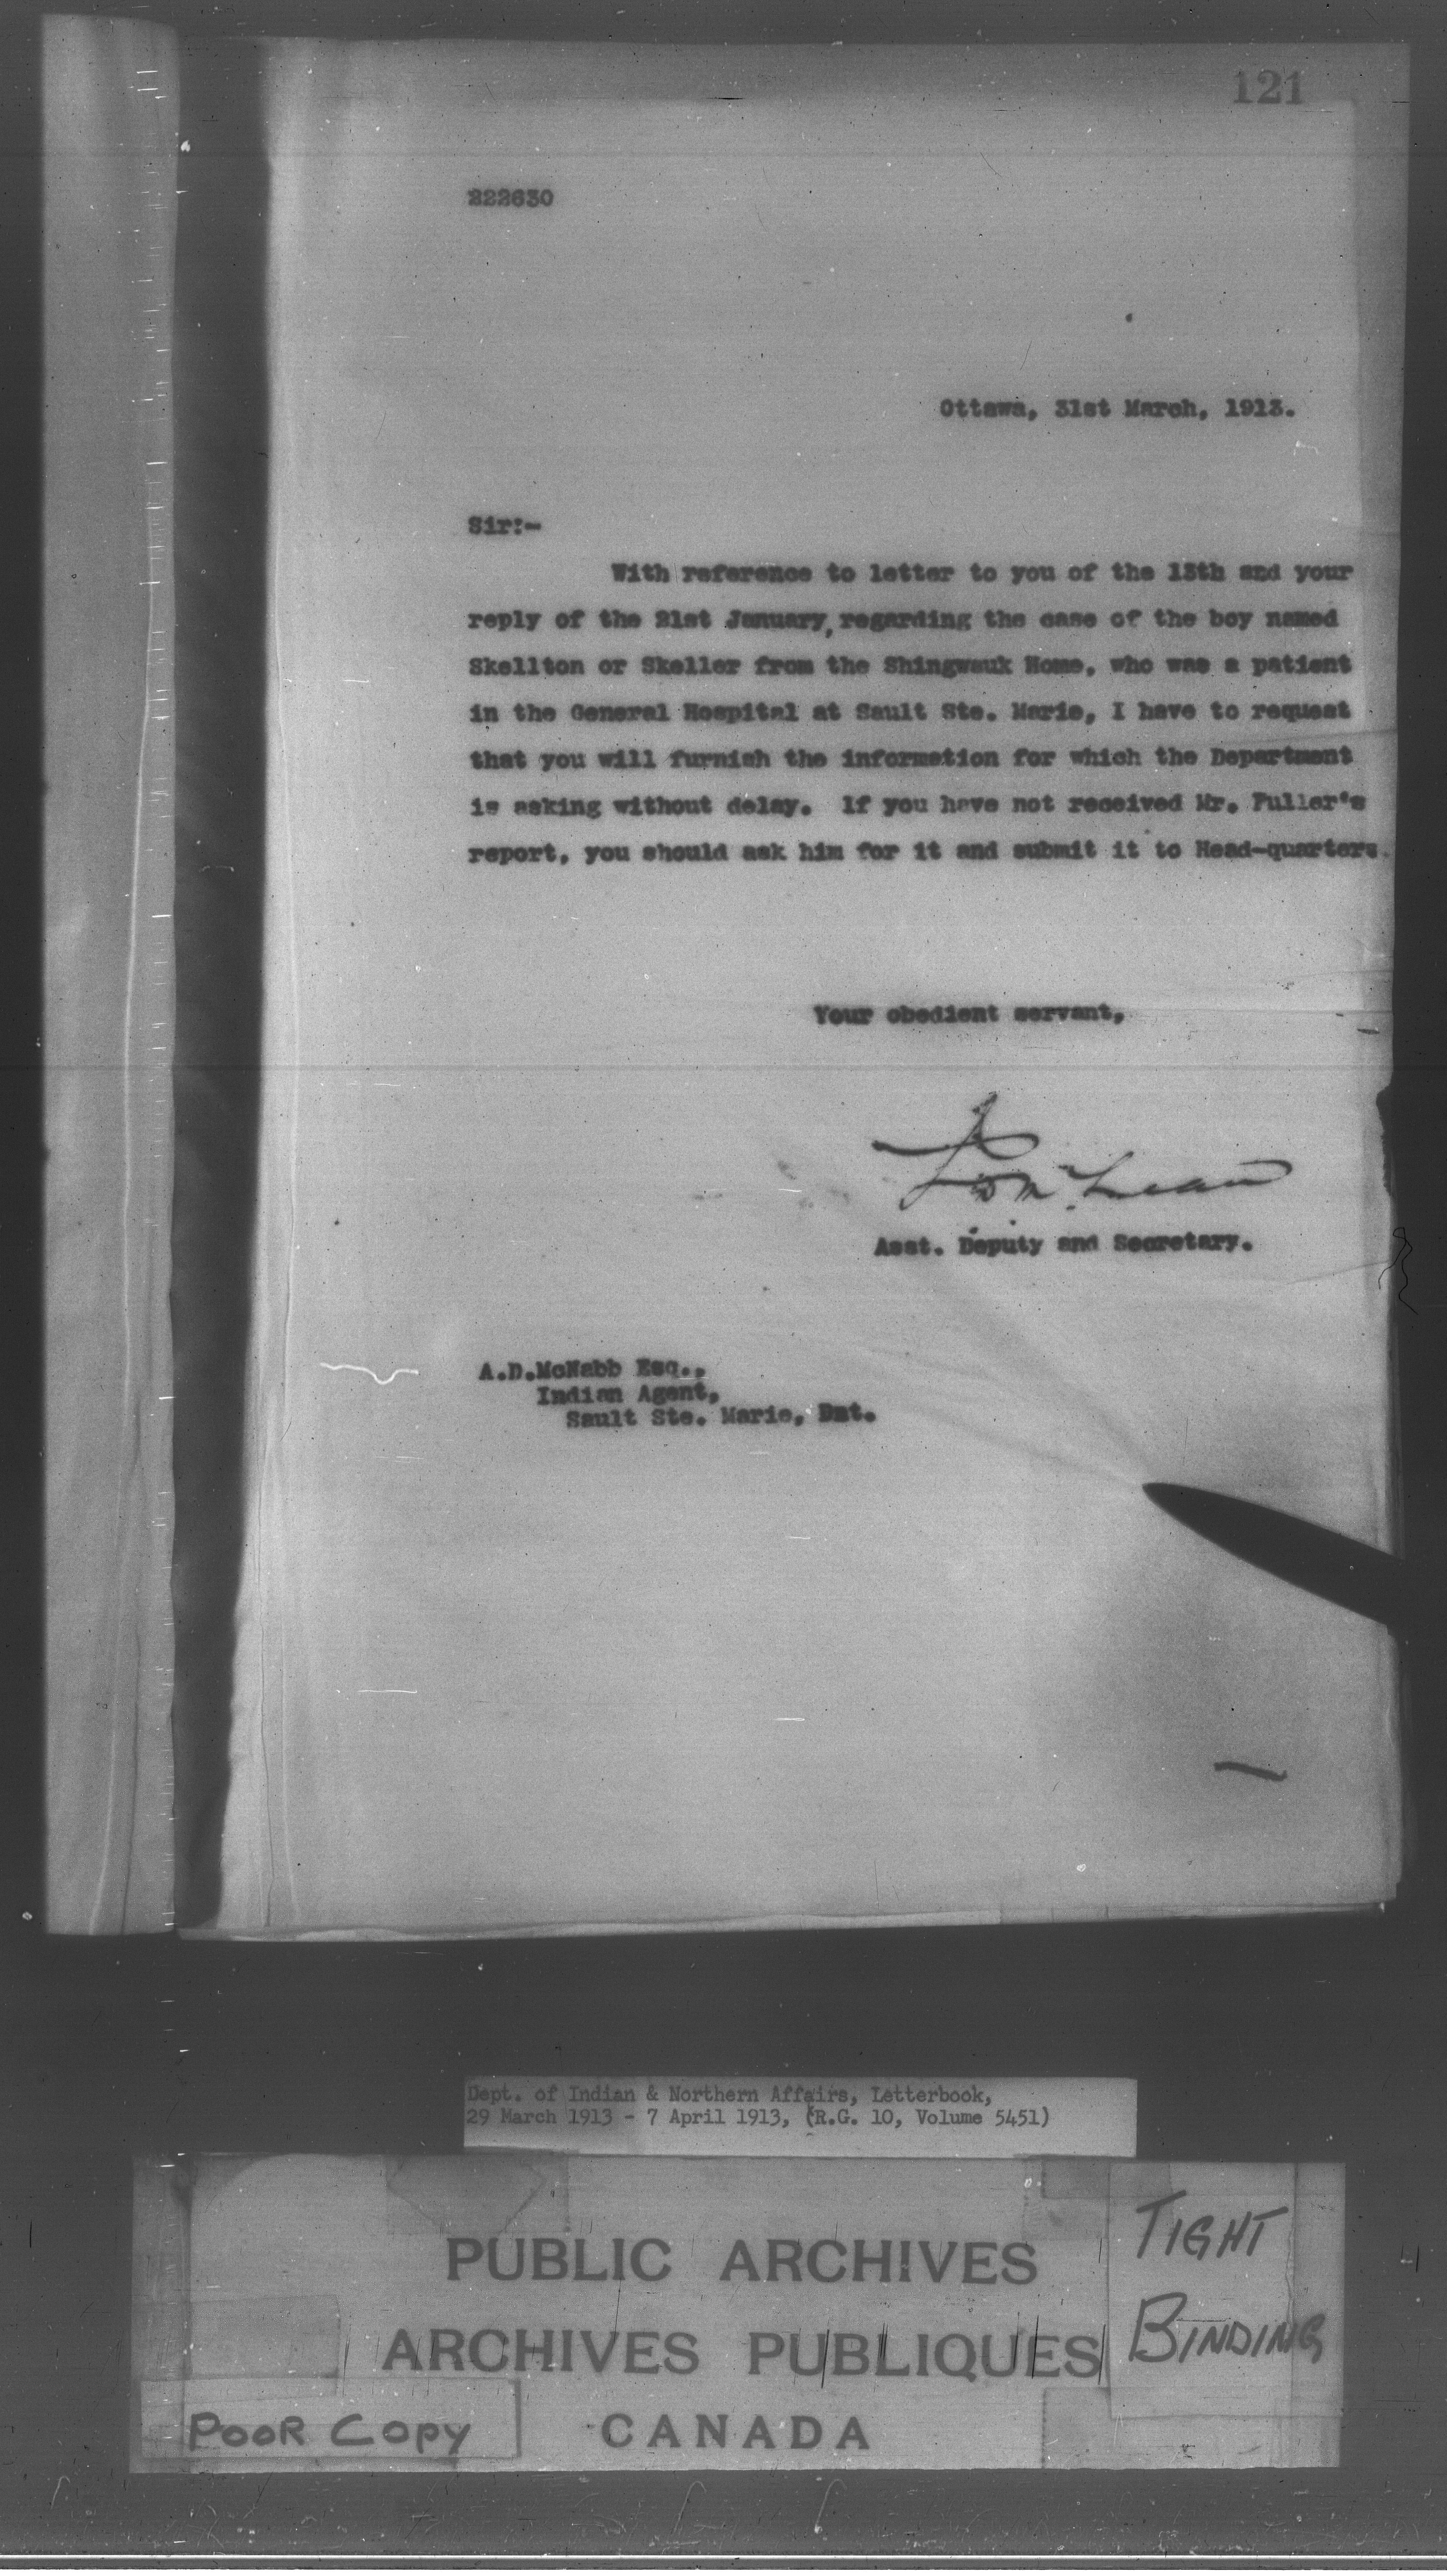 121
222630
Ottawa, 31st March, 1913.
Sir:-
With reference to letter to you of the 13th and your
reply of the 21st January, regarding the case of the boy named
Skellton or Skeller from the Shingwauk Home, who was a patient
in the General Hospital at Sault Ste. Marie, I have to request
that you will furnish the information for which the Department
is asking without delay. If you have not received Mr. Fuller's
report, you should ask him for it and submit it to Head-quarters.
Your obedient servant,
Asst. Deputy and Secretary.
A.D.McNabb Esq.,
Indian Agent,
Sault Ste. Marie, Ont.
Dept. of Indian & Northern Affairs, Letterbook,
29 March 1913 - 7 April 1913, (R.G. 10, Volume 5451)
PUBLIC ARCHIVES
ARCHIVES PUBLIQUES
CANADA
TIGHT
BINDING
POOR COPY